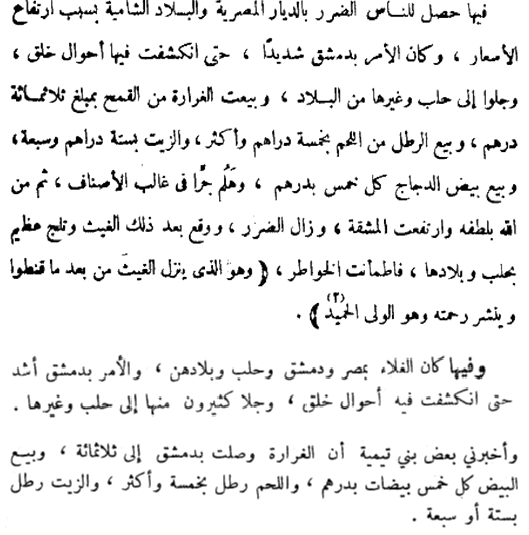 فيها حصل للناس الضرر بالديار المصرية والبلاد الشامية بسبب ارتفاع
الأسعار ، وكان الأمر بدمشق شديدًا ، حتى انكشفت فيها أحوال خلق ،
وجلوا إلى حلب وغيرها من البلاد ، وبيعت الغرارة من القمح بمبلغ ثلاثمائة
درهم ، وبيع الرطل من اللحم بخمسة دراهم وأكثر ، والزيت بستة دراهم وسبعة ،
وبيع بيض الدجاج كل خمس بدرهم ، وهَلُم جرًّا فى غالب الأصناف ، ثم من
الله بلطفه وارتفعت المشقة ، وزال الضرر ، ووقع بعد ذلك الغيث وثلج عظيم
بحلب وبلادها ، فاطمأنت الخواطر ، ﴿ وهو الذى ينزل الغيثَ من بعد ما قنطوا
وينشر رحمته وهو الولى الحميد (٢) ﴾ .
وفيها كان الغلاء بمصر ودمشق وحلب وبلادهن ، والأمر بدمشق أشد
حتى انكشفت فيه أحوال خلق ، وجلا كثيرون منها إلى حلب وغيرها .
وأخبرني بعض بني تيمية أن الغرارة وصلت بدمشق إلى ثلاثمائة ، وبيع
البيض كل خمس بيضات بدرهم ، واللحم رطل بخمسة وأكثر ، والزيت رطل
بستة أو سبعة .